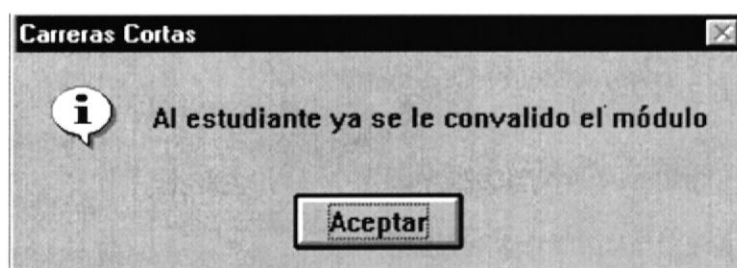 Carreras Cortas
Al estudiante ya se le convalido el módulo
Aceptar